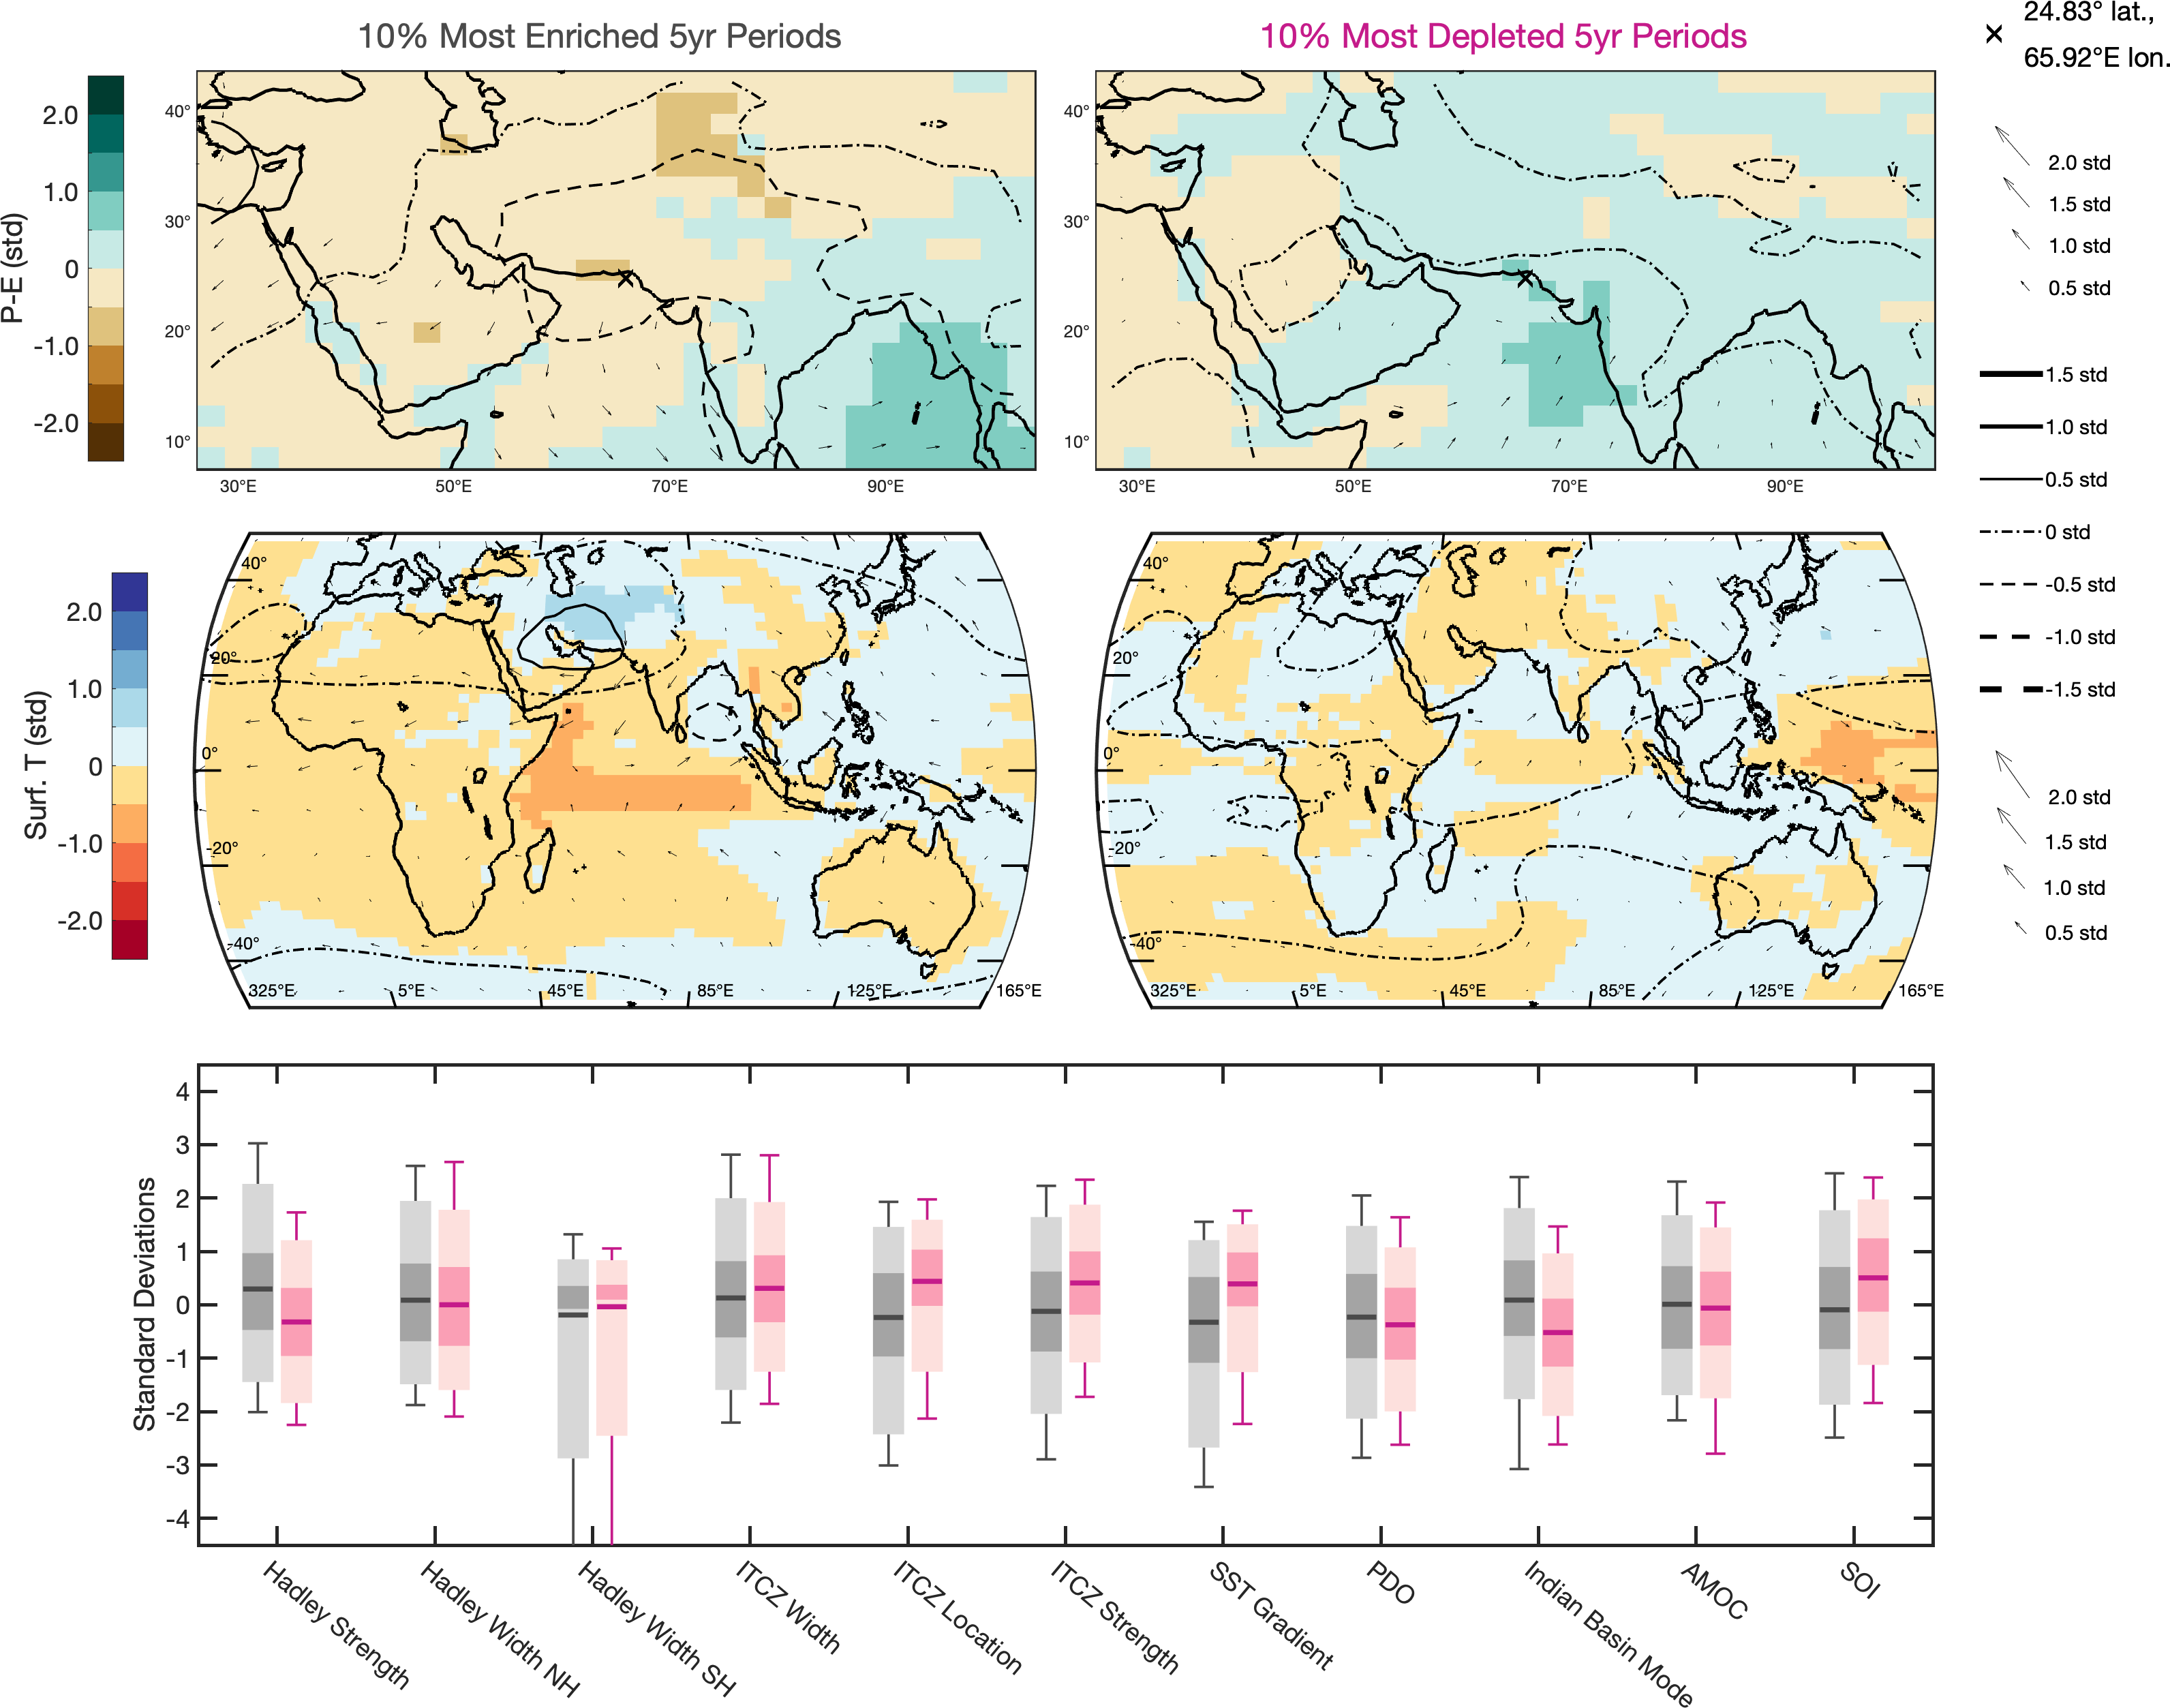 10% Most Enriched 5yr Periods
10% Most Depleted 5yr Periods
24.83° lat.,
65.92°E lon.
P-E (std)
2.0
1.0
0
-1.0
-2.0
40°
30°
20°
10°
30°E 50°E 70°E 90°E
40°
30°
20°
10°
30°E 50°E 70°E 90°E
2.0 std
1.5 std
1.0 std
0.5 std
1.5 std
1.0 std
0.5 std
0 std
-0.5 std
-1.0 std
-1.5 std
Surf. T (std)
2.0
1.0
0
-1.0
-2.0
40°
20°
0°
-20°
-40°
325°E 5°E 45°E 85°E 125°E 165°E
40°
20°
0°
-20°
-40°
325°E 5°E 45°E 85°E 125°E 165°E
2.0 std
1.5 std
1.0 std
0.5 std
Standard Deviations
4
3
2
1
0
-1
-2
-3
-4
Hadley Strength
Hadley Width NH
Hadley Width SH
ITCZ Width
ITCZ Location
ITCZ Strength
SST Gradient
PDO
Indian Basin Mode
AMOC
SOI